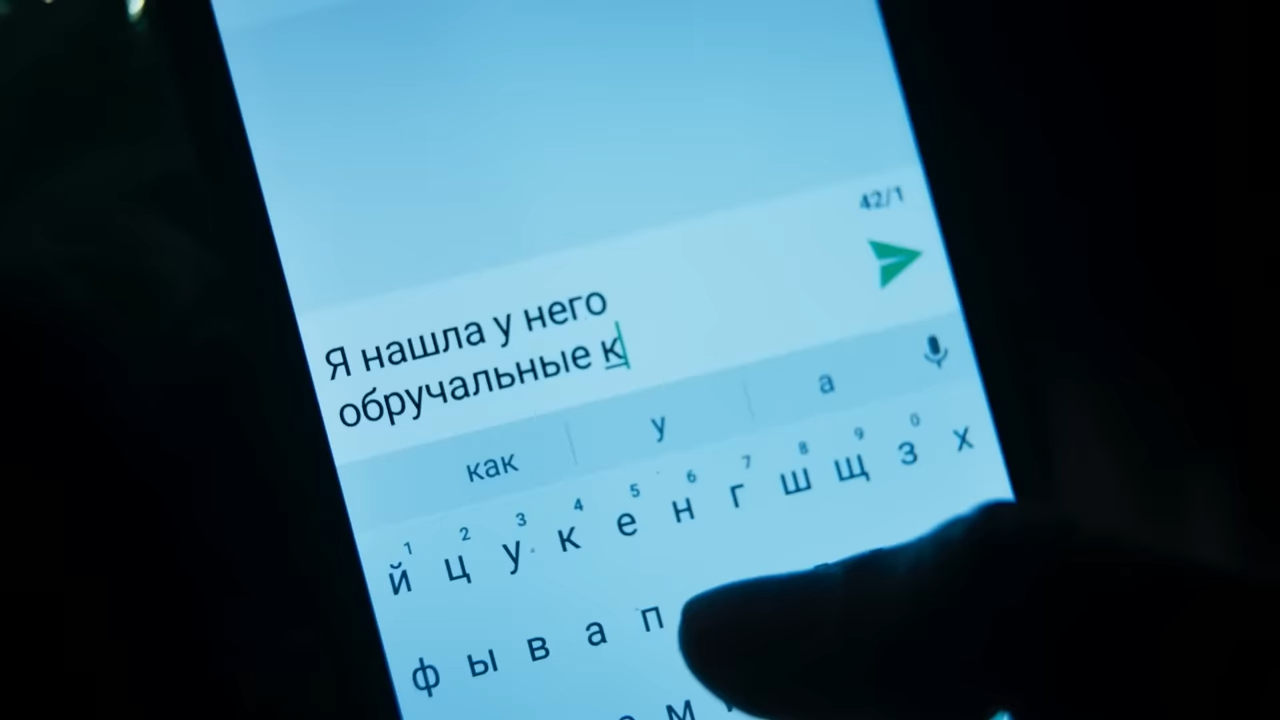 42/1
Я нашла у него
обручальные к
как у а
1 2 3 4 5 6 7 8 9 0
й ц у к е н г ш щ з х
ф ы в а п
м